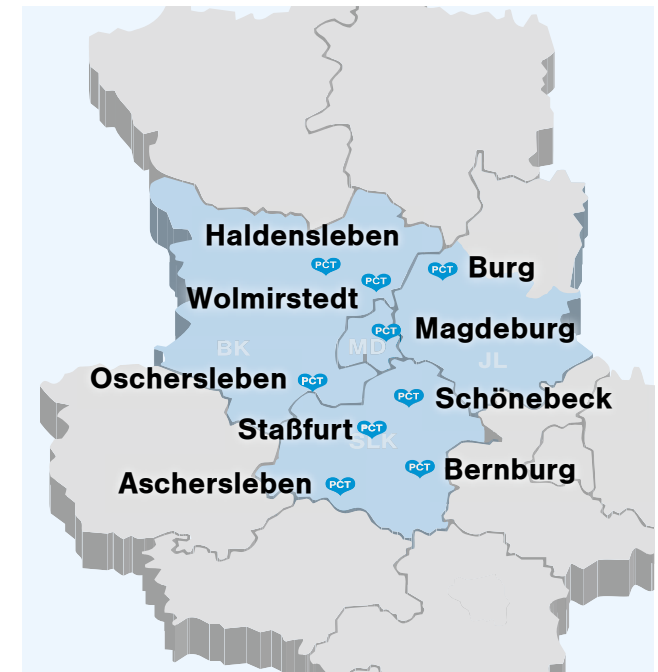 Haldensleben
PCT
Burg
PCT
PCT
Wolmirstedt
PCT
Magdeburg
BK
MD
JL
Oschersleben
PCT
PCT
Schönebeck
Staßfurt
PCT
SLK
PCT
Bernburg
Aschersleben
PCT